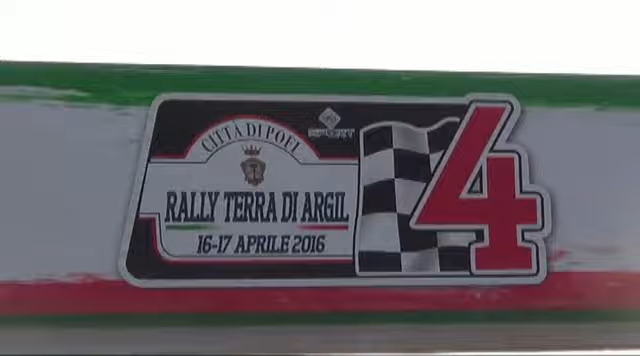 CITTÀ DI POFI
SPORT
RALLY TERRA DI ARGIL
16-17 APRILE 2016
4